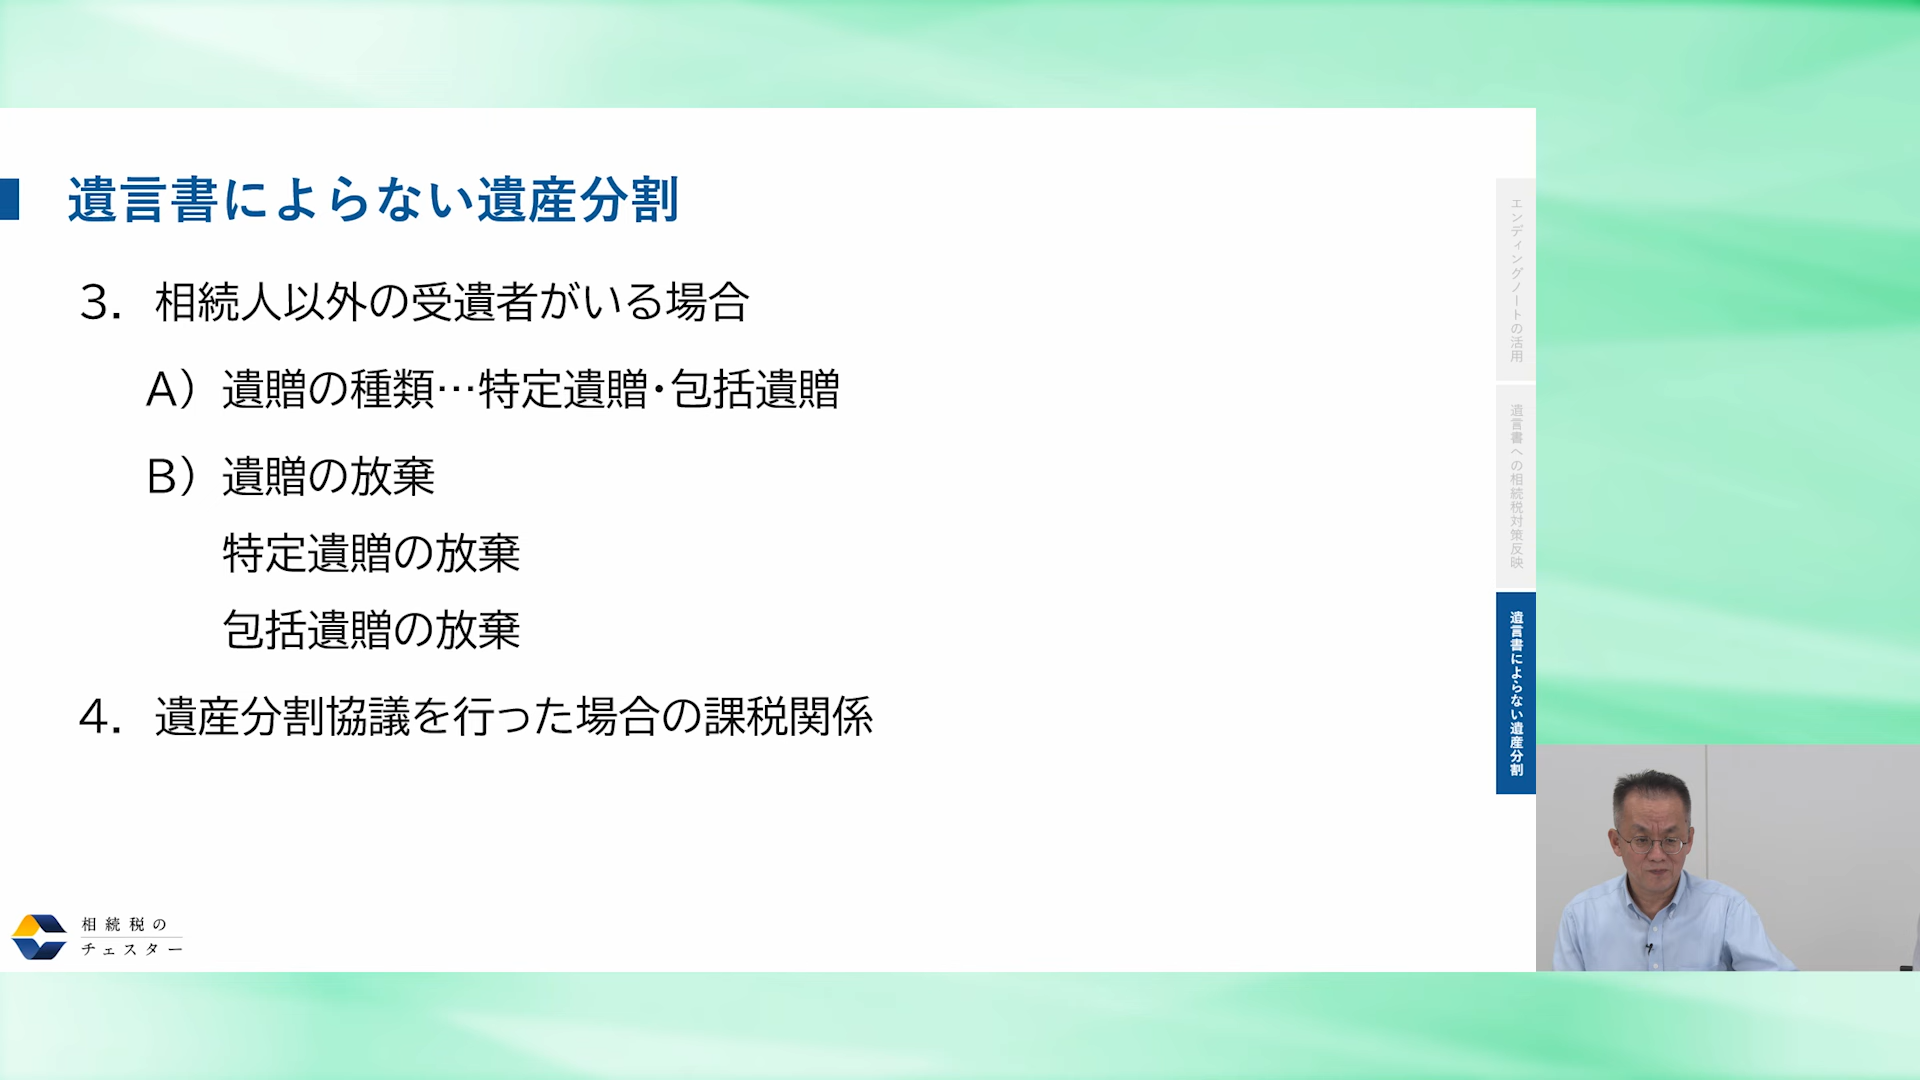 遺言書によらない遺産分割
３．相続人以外の受遺者がいる場合
A）遺贈の種類…特定遺贈・包括遺贈
B）遺贈の放棄
特定遺贈の放棄
包括遺贈の放棄
４．遺産分割協議を行った場合の課税関係
エンディングノートの活用
遺言書への相続税対策反映
遺言書によらない遺産分割
相続税の
チェスター